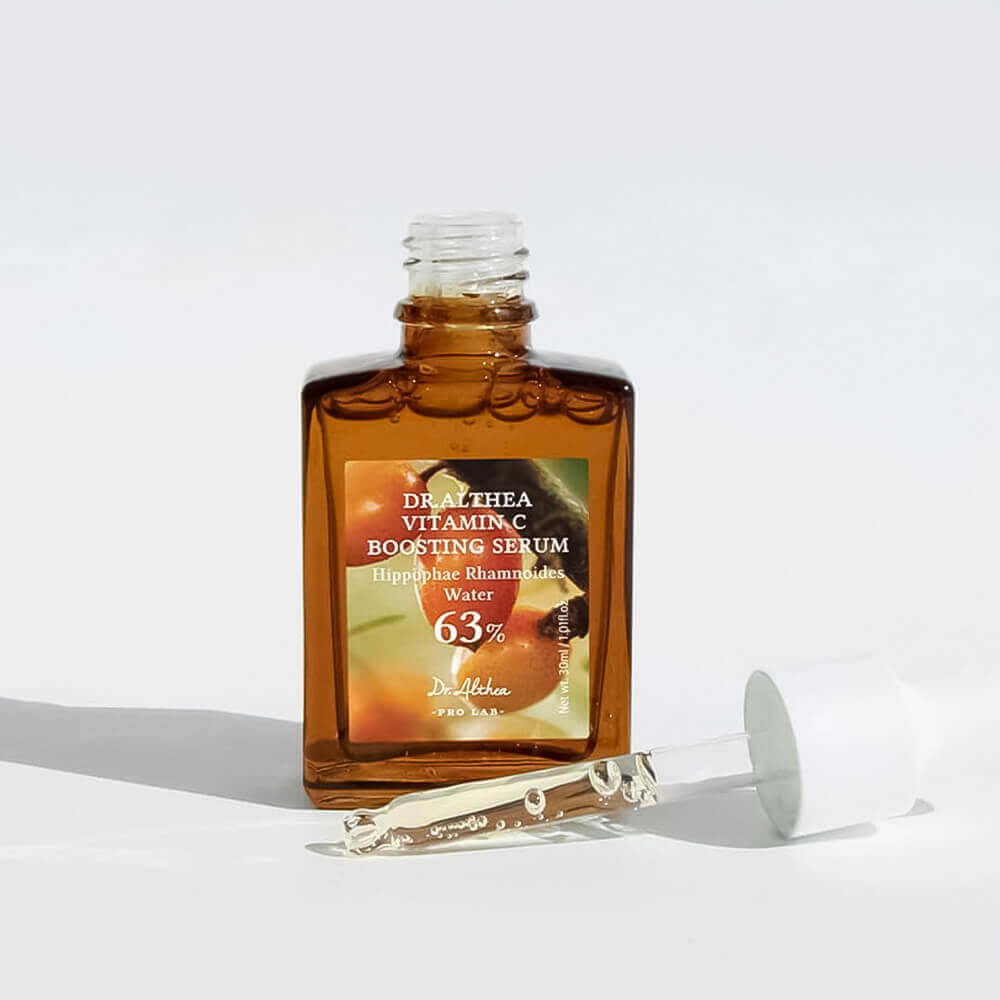 DR.ALTHEA
VITAMIN C
BOOSTING SERUM
Hippophae Rhamnoides
Water
63%
Dr.Althea
-PRO LAB-
Net wt. 30ml / 1.01fl.oz